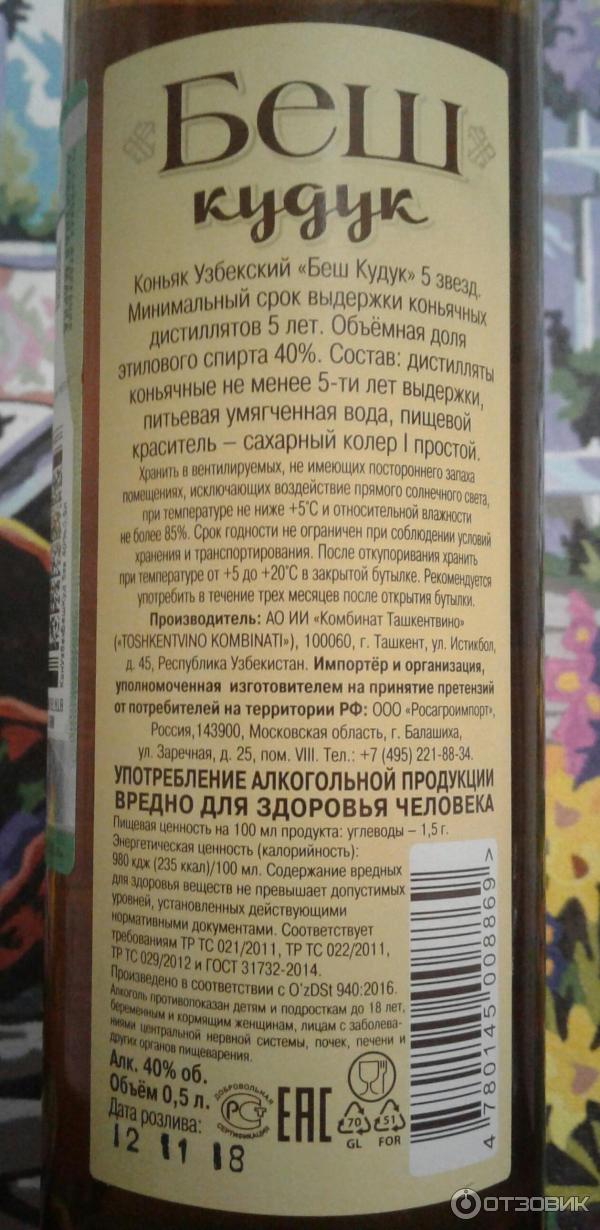 Беш
кудук
Коньяк Узбекский «Беш Кудук» 5 звезд.
Минимальный срок выдержки коньячных
дистиллятов 5 лет. Объёмная доля
этилового спирта 40%. Состав: дистилляты
коньячные не менее 5-ти лет выдержки,
питьевая умягченная вода, пищевой
краситель – сахарный колер I простой.
Хранить в вентилируемых, не имеющих постороннего запаха
помещениях, исключающих воздействие прямого солнечного света,
при температуре не ниже +5°C и относительной влажности
не более 85%. Срок годности не ограничен при соблюдении условий
хранения и транспортирования. После откупоривания хранить
при температуре от +5 до +20°C в закрытой бутылке. Рекомендуется
употребить в течение трех месяцев после открытия бутылки.
Производитель: АО ИИ «Комбинат Ташкентвино»
(«TOSHKENTVINO KOMBINATI»), 100060, г. Ташкент, ул. Истикбол,
д. 45, Республика Узбекистан. Импортёр и организация,
уполномоченная изготовителем на принятие претензий
от потребителей на территории РФ: ООО «Росагроимпорт»,
Россия,143900, Московская область, г. Балашиха,
ул. Заречная, д. 25, пом. VIII. Тел.: +7 (495) 221-88-34.
УПОТРЕБЛЕНИЕ АЛКОГОЛЬНОЙ ПРОДУКЦИИ
ВРЕДНО ДЛЯ ЗДОРОВЬЯ ЧЕЛОВЕКА
Пищевая ценность на 100 мл продукта: углеводы – 1,5 г.
Энергетическая ценность (калорийность):
980 кдж (235 ккал)/100 мл. Содержание вредных
для здоровья веществ не превышает допустимых
уровней, установленных действующими
нормативными документами. Соответствует
требованиям ТР ТС 021/2011, ТР ТС 022/2011,
ТР ТС 029/2012 и ГОСТ 31732-2014.
Произведено в соответствии с O'zDSt 940:2016.
Алкоголь противопоказан детям и подросткам до 18 лет,
беременным и кормящим женщинам, лицам с заболева-
ниями центральной нервной системы, почек, печени и
других органов пищеварения.
Алк. 40% об.
Объём 0,5 л.
Дата розлива:
12 11 18
ДОБРОВОЛЬНАЯ
СЕРТИФИКАЦИЯ
EAC
70
GL
51
FOR
4 780145 008869 >
ОТЗОВИК